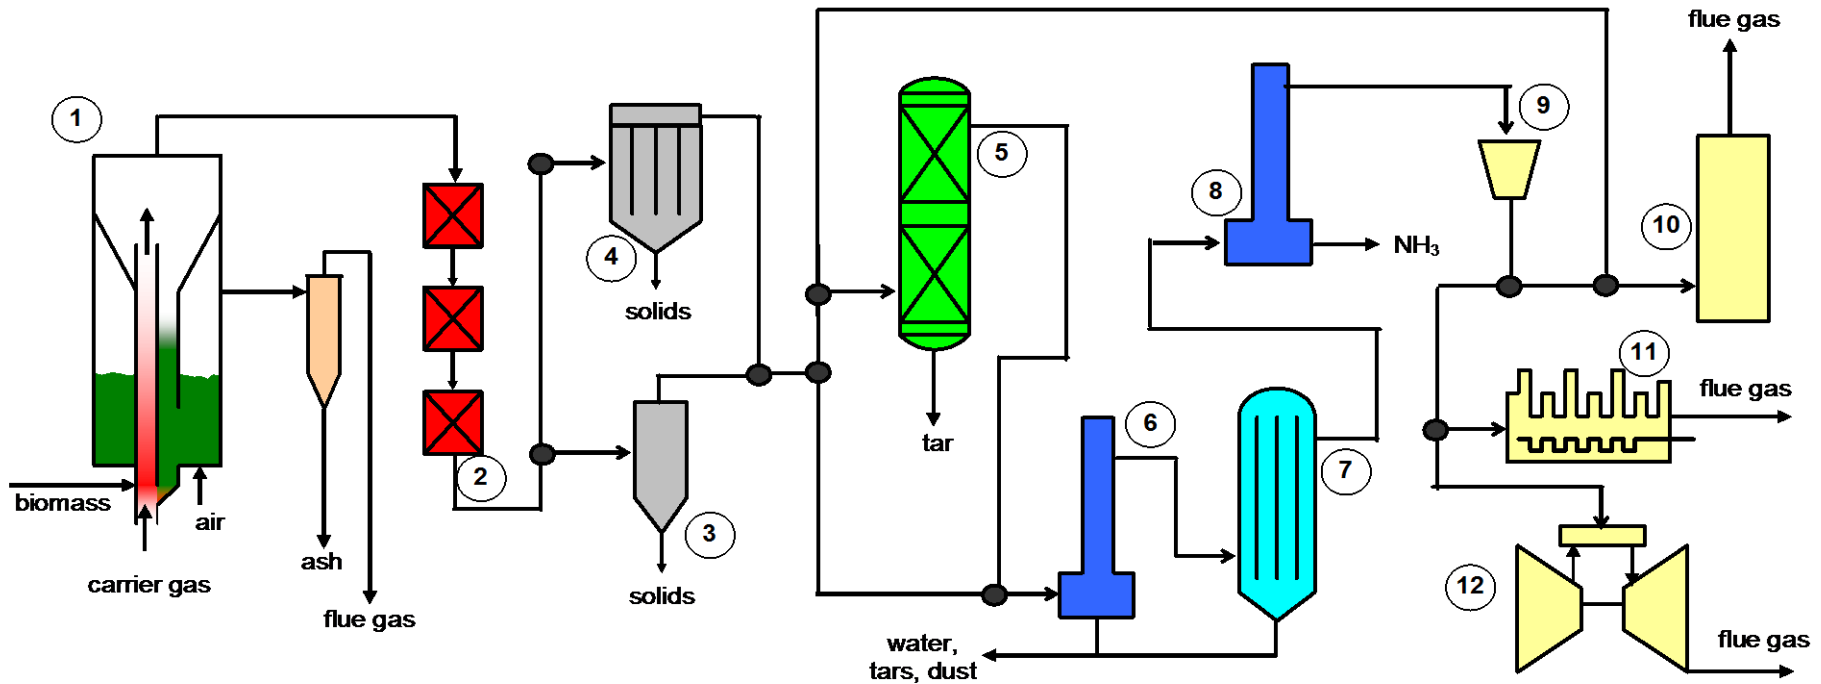 flue gas
1
9
5
4
8
10
NH3
solids
11
flue gas
6
tar
7
2
biomass
air
3
ash
carrier gas
solids
12
flue gas
water,
tars, dust
flue gas